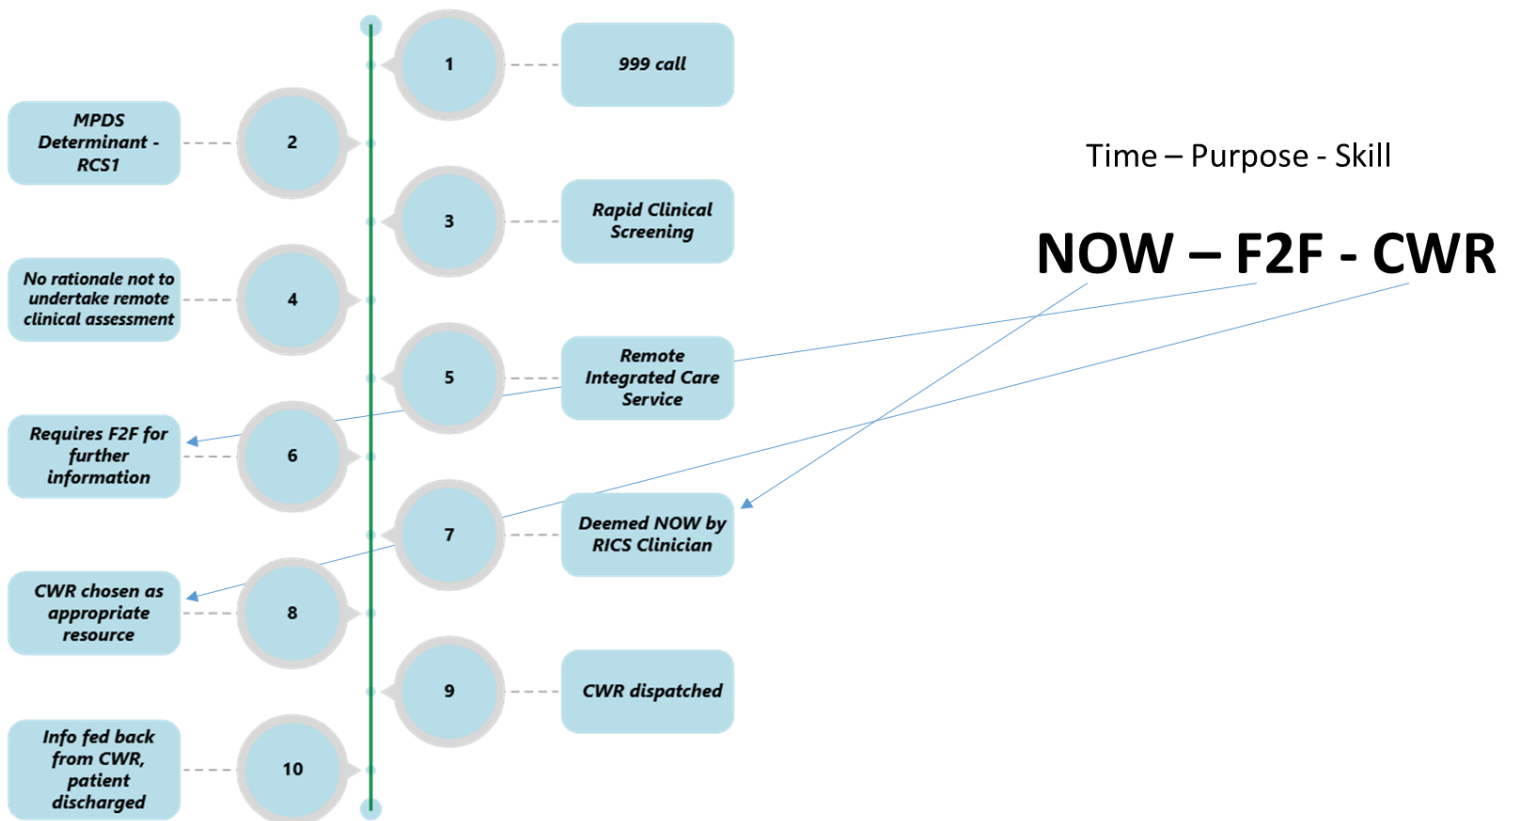 1
999 call
MPDS
Determinant -
RCS1
2
3
Rapid Clinical
Screening
No rationale not to
undertake remote
clinical assessment
4
5
Remote
Integrated Care
Service
Requires F2F for
further
information
6
7
Deemed NOW by
RICS Clinician
CWR chosen as
appropriate
resource
8
9
CWR dispatched
Info fed back
from CWR,
patient
discharged
10
Time – Purpose - Skill
NOW – F2F - CWR